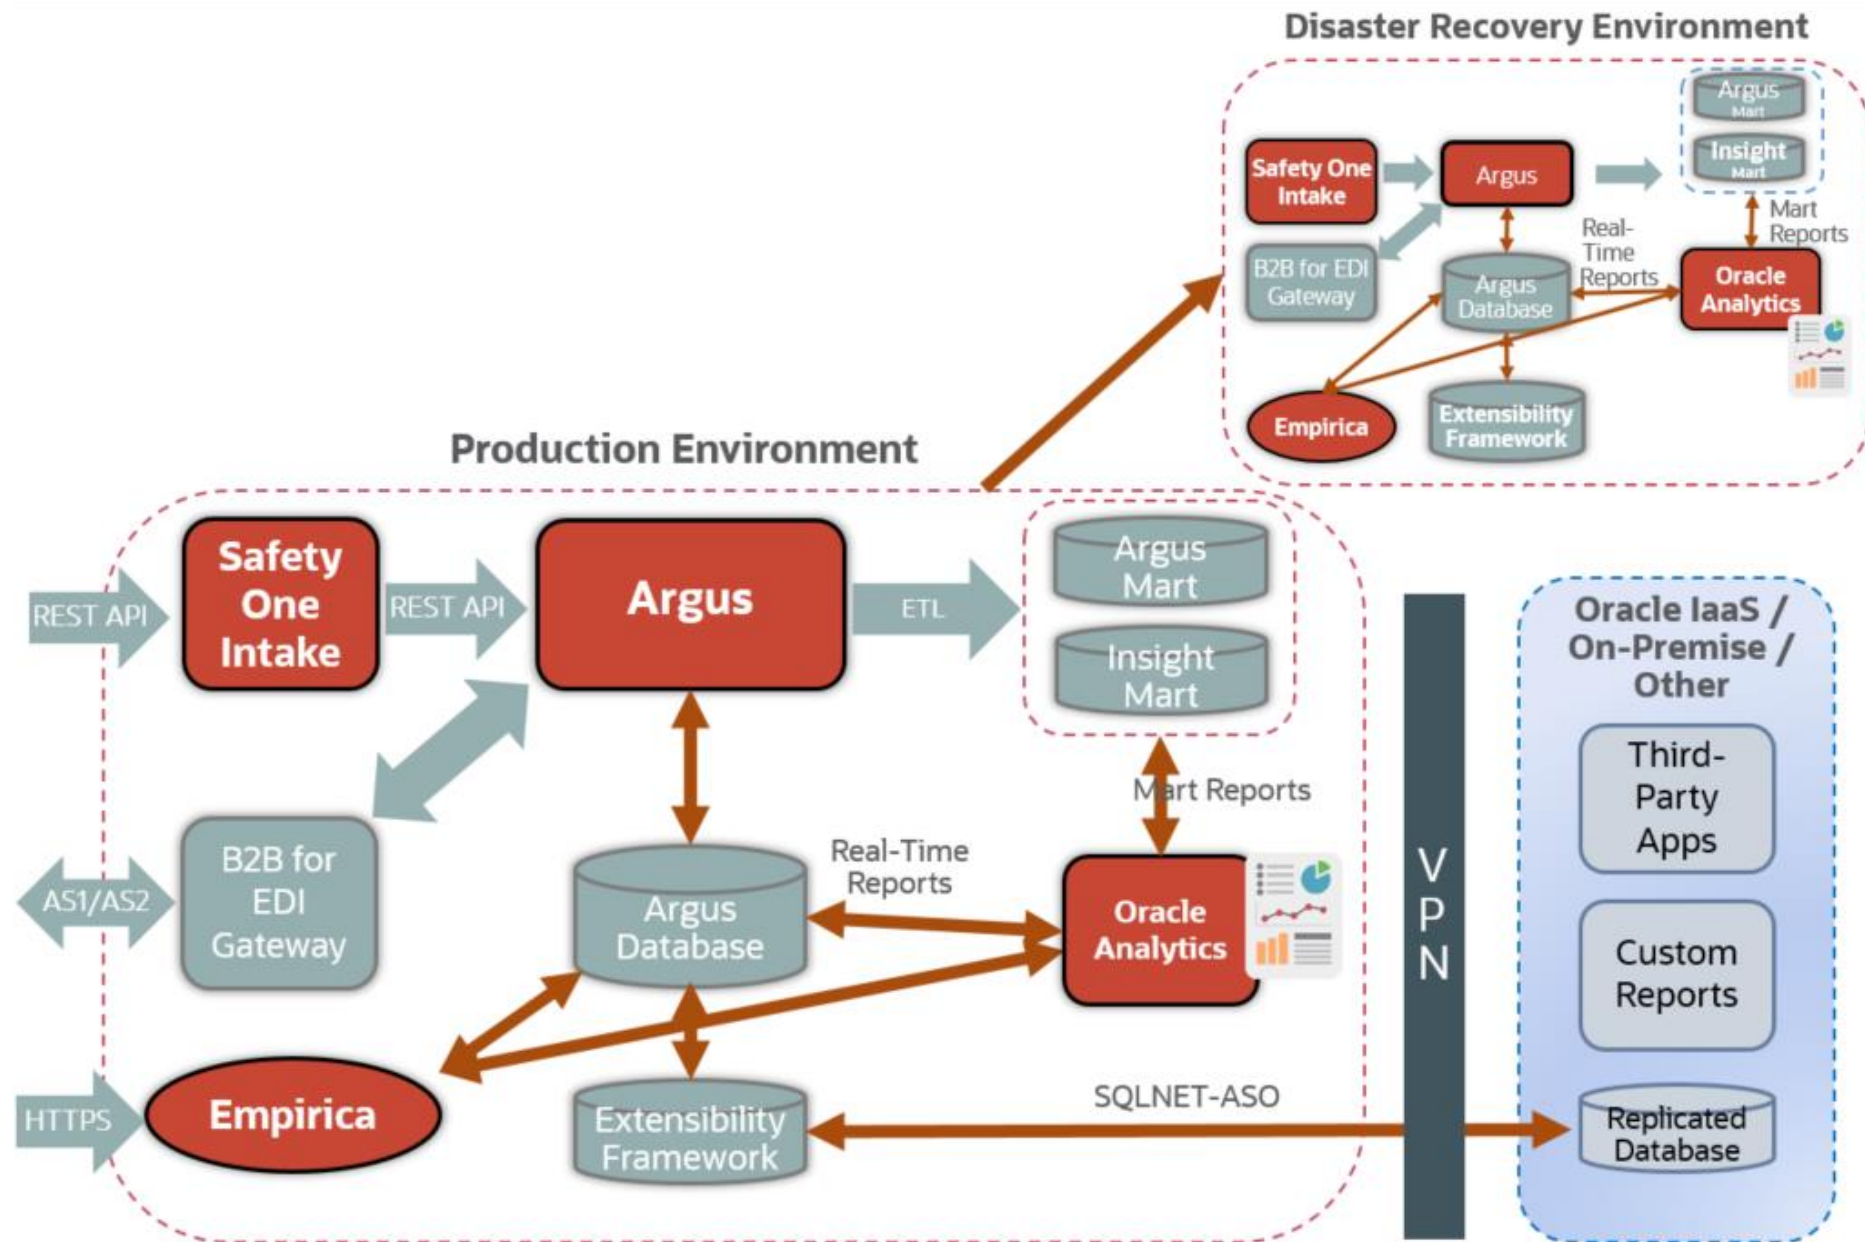 Disaster Recovery Environment
Argus
Mart
Insight
Mart
Safety One
Intake
Argus
Mart
Reports
Real-
Time
Reports
B2B for EDI
Gateway
Argus
Database
Oracle
Analytics
Empirica
Extensibility
Framework
Production Environment
REST API
Safety
One
Intake
REST API
Argus
ETL
Argus
Mart
Insight
Mart
Mart Reports
AS1/AS2
B2B for
EDI
Gateway
Real-Time
Reports
Argus
Database
Oracle
Analytics
HTTPS
Empirica
Extensibility
Framework
SQLNET-ASO
V
P
N
Oracle IaaS /
On-Premise /
Other
Third-
Party
Apps
Custom
Reports
Replicated
Database